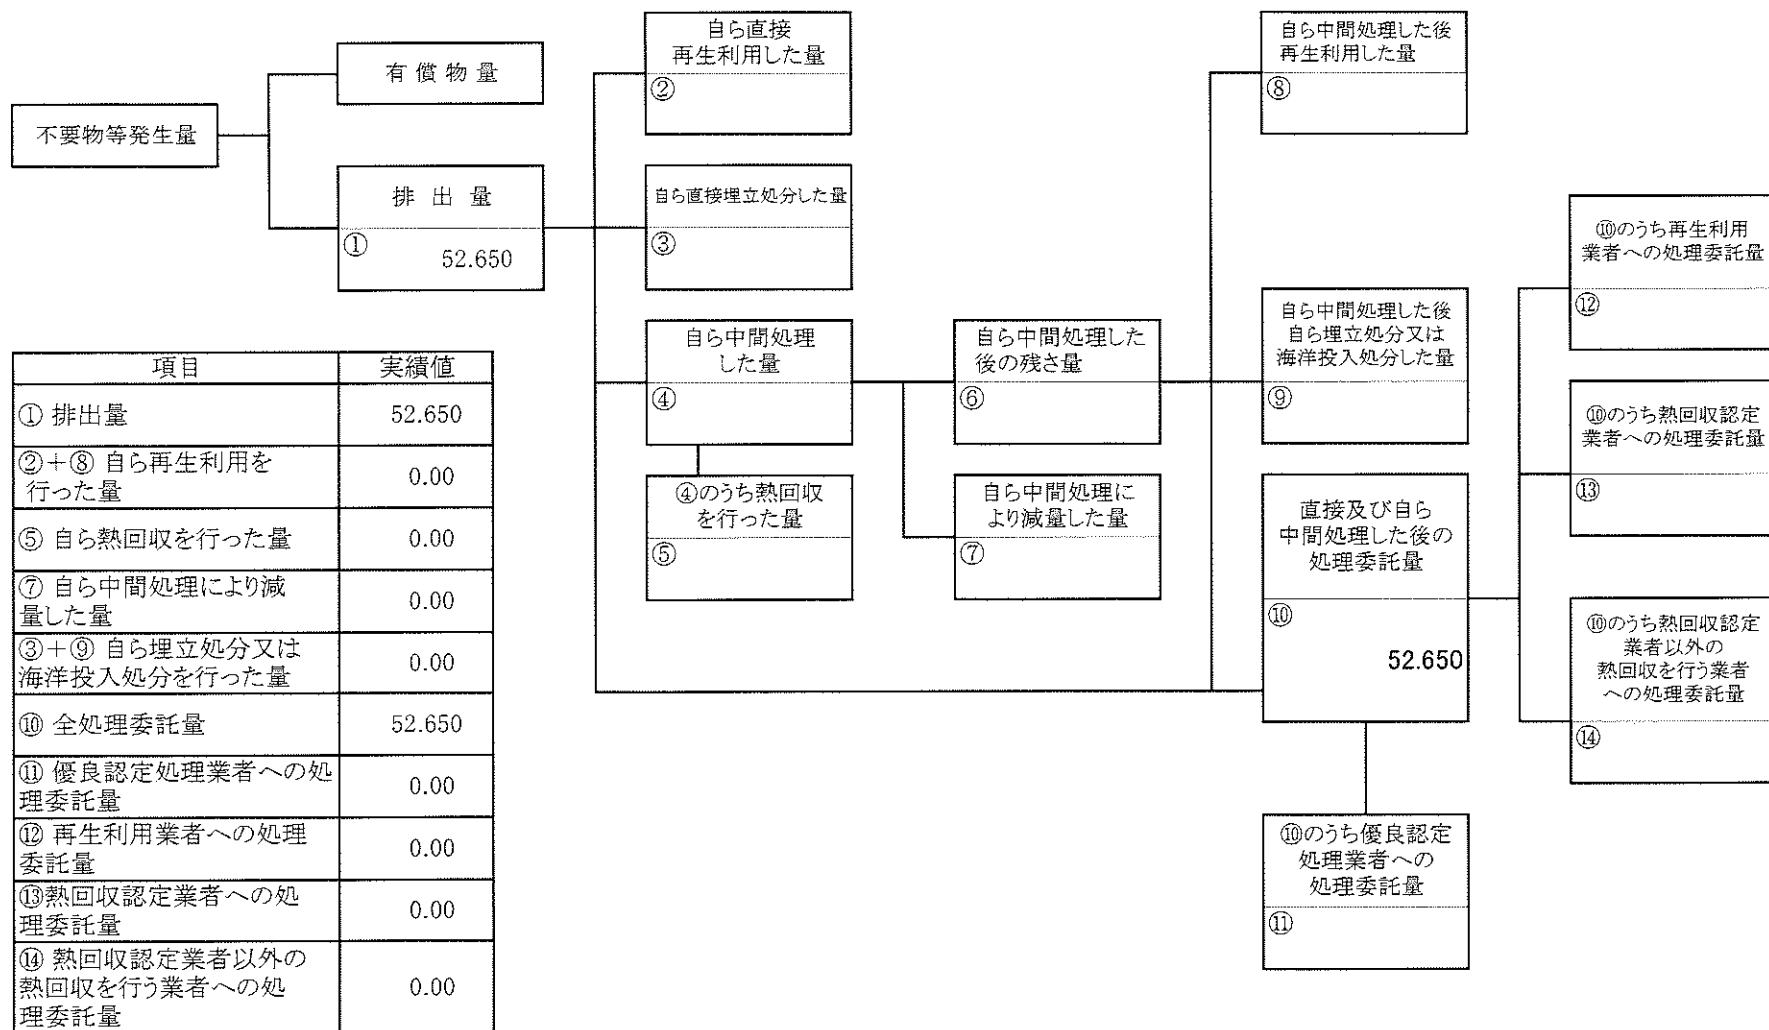 不要物等発生量
有 償 物 量
排 出 量
①
52.650
自ら直接
再生利用した量
②
自ら直接埋立処分した量
③
自ら中間処理
した量
④
④のうち熱回収
を行った量
⑤
自ら中間処理した
後の残さ量
⑥
自ら中間処理に
より減量した量
⑦
自ら中間処理した後
再生利用した量
⑧
自ら中間処理した後
自ら埋立処分又は
海洋投入処分した量
⑨
直接及び自ら
中間処理した後の
処理委託量
⑩
52.650
⑩のうち優良認定
処理業者への
処理委託量
⑪
⑩のうち再生利用
業者への処理委託量
⑫
⑩のうち熱回収認定
業者への処理委託量
⑬
⑩のうち熱回収認定
業者以外の
熱回収を行う業者
への処理委託量
⑭
項目 実績値
① 排出量 52.650
②+⑧ 自ら再生利用を
行った量 0.00
⑤ 自ら熱回収を行った量 0.00
⑦ 自ら中間処理により減
量した量 0.00
③+⑨ 自ら埋立処分又は
海洋投入処分を行った量 0.00
⑩ 全処理委託量 52.650
⑪ 優良認定処理業者への処
理委託量 0.00
⑫ 再生利用業者への処理
委託量 0.00
⑬熱回収認定業者への処
理委託量 0.00
⑭ 熱回収認定業者以外の
熱回収を行う業者への処
理委託量 0.00